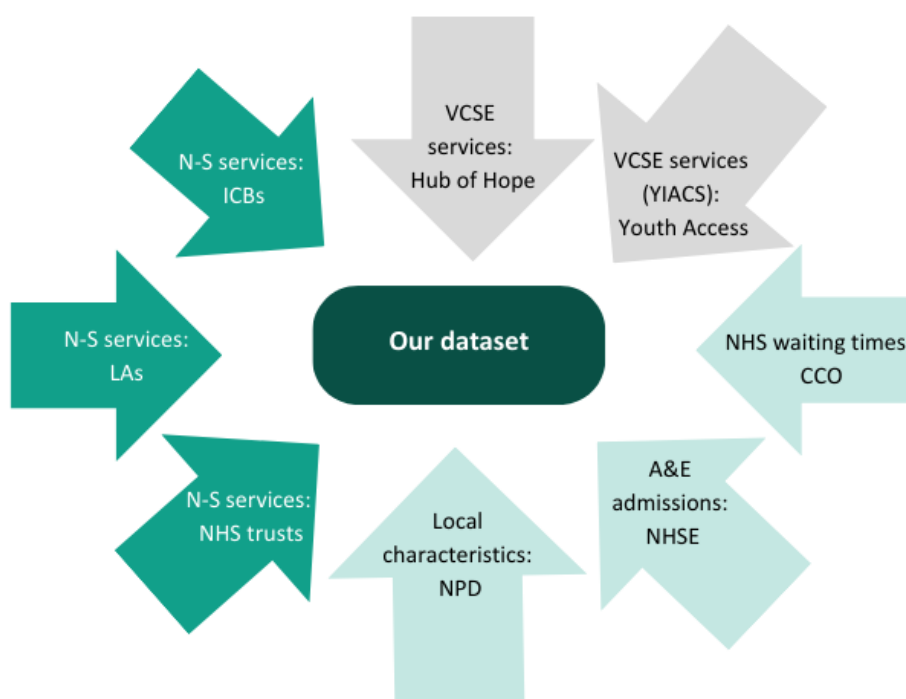 VCSE
services:
Hub of Hope
VCSE services
(YIACS):
Youth Access
N-S services:
ICBs
N-S services:
LAs
Our dataset
NHS waiting times
CCO
N-S services:
NHS trusts
Local
characteristics:
NPD
A&E
admissions:
NHSE